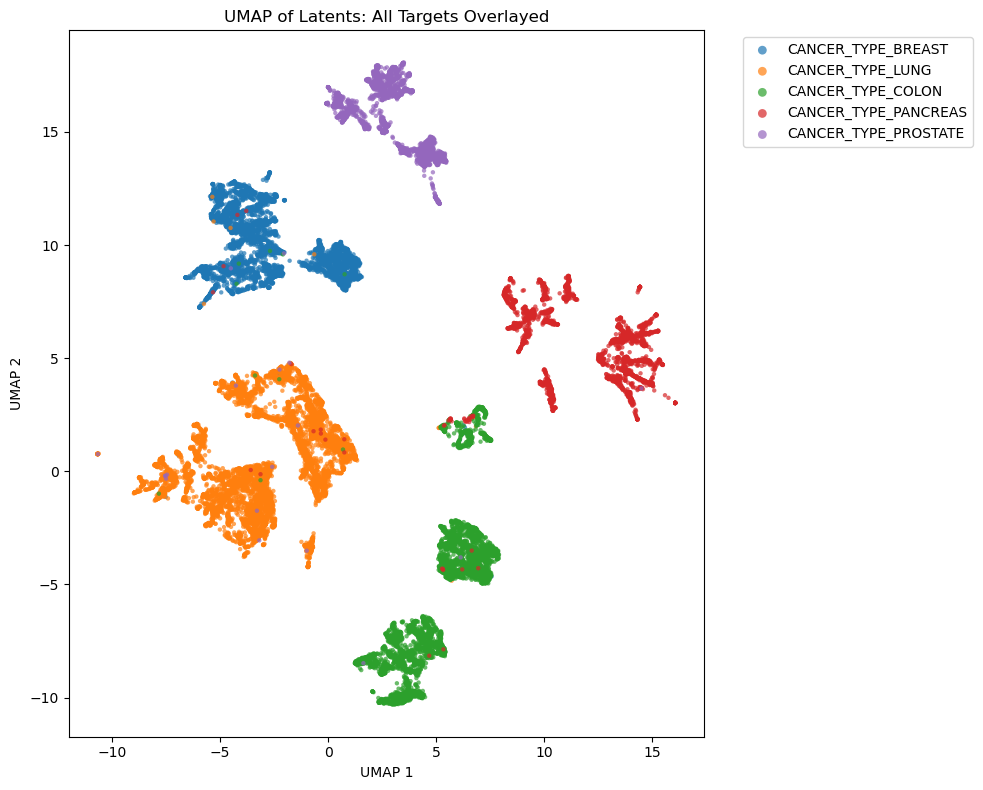 UMAP of Latents: All Targets Overlayed
CANCER_TYPE_BREAST
CANCER_TYPE_LUNG
CANCER_TYPE_COLON
CANCER_TYPE_PANCREAS
CANCER_TYPE_PROSTATE
UMAP 2
15
10
5
0
−5
−10
−10
−5
0
5
10
15
UMAP 1